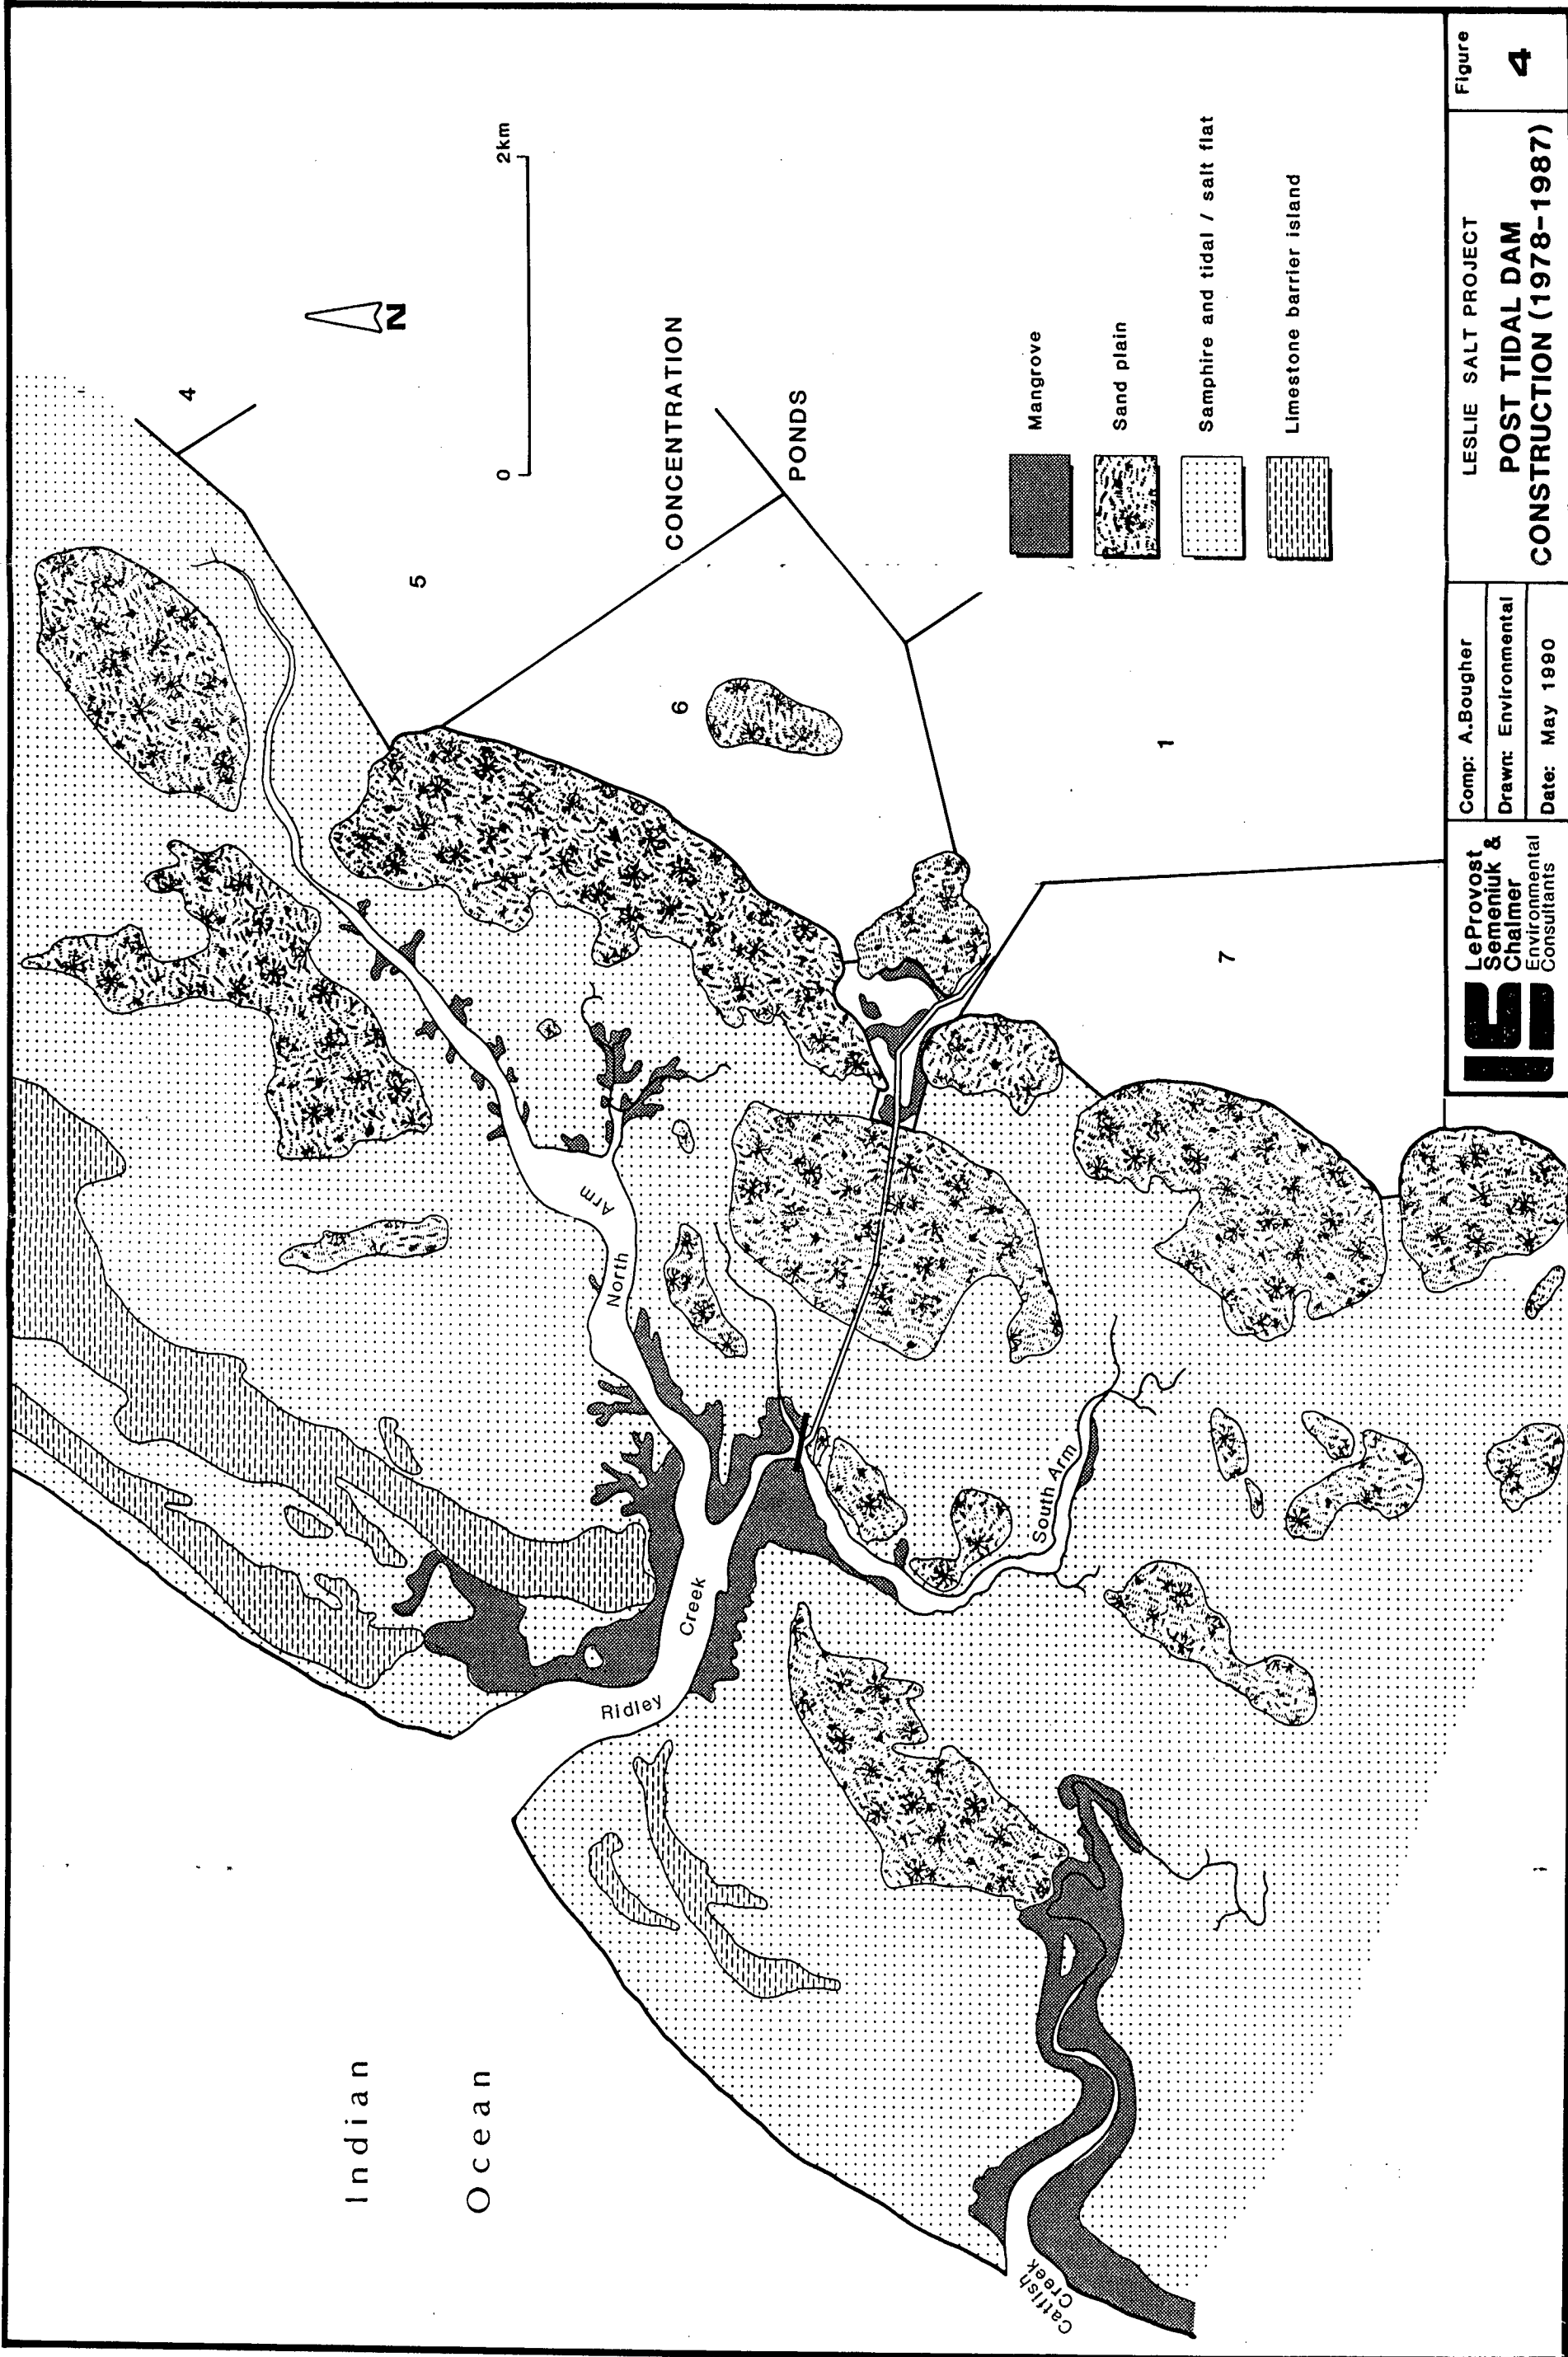 Indian
Ocean
Catfish
Creek
Ridley
Creek
North
Arm
South Arm
4
5
6
1
7
CONCENTRATION
PONDS
N
0 2km
Mangrove
Sand plain
Samphire and tidal / salt flat
Limestone barrier island
LeProvost
Semeniuk &
Chalmer
Environmental
Consultants
Comp: A.Bougher
Drawn: Environmental
Date: May 1990
LESLIE SALT PROJECT
POST TIDAL DAM
CONSTRUCTION (1978-1987)
Figure
4